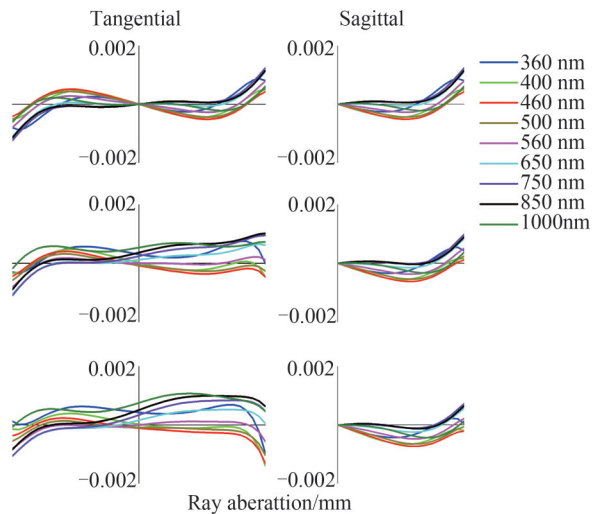 Tangential
Sagittal
0.002
0.002
−0.002
−0.002
0.002
0.002
−0.002
−0.002
0.002
0.002
−0.002
−0.002
360 nm
400 nm
460 nm
500 nm
560 nm
650 nm
750 nm
850 nm
1000nm
Ray aberattion/mm